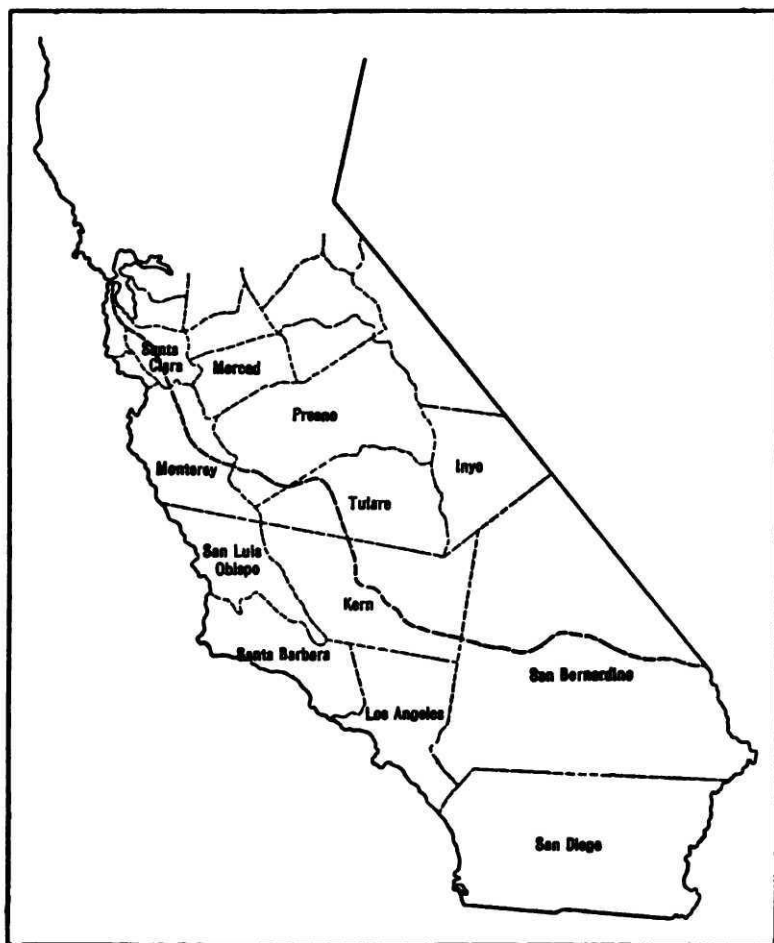 Santa
Clara
Merced
Fresno
Inyo
Monterey
Tulare
San Luis
Obispo
Kern
Santa Barbara
San Bernardino
Los Angeles
San Diego